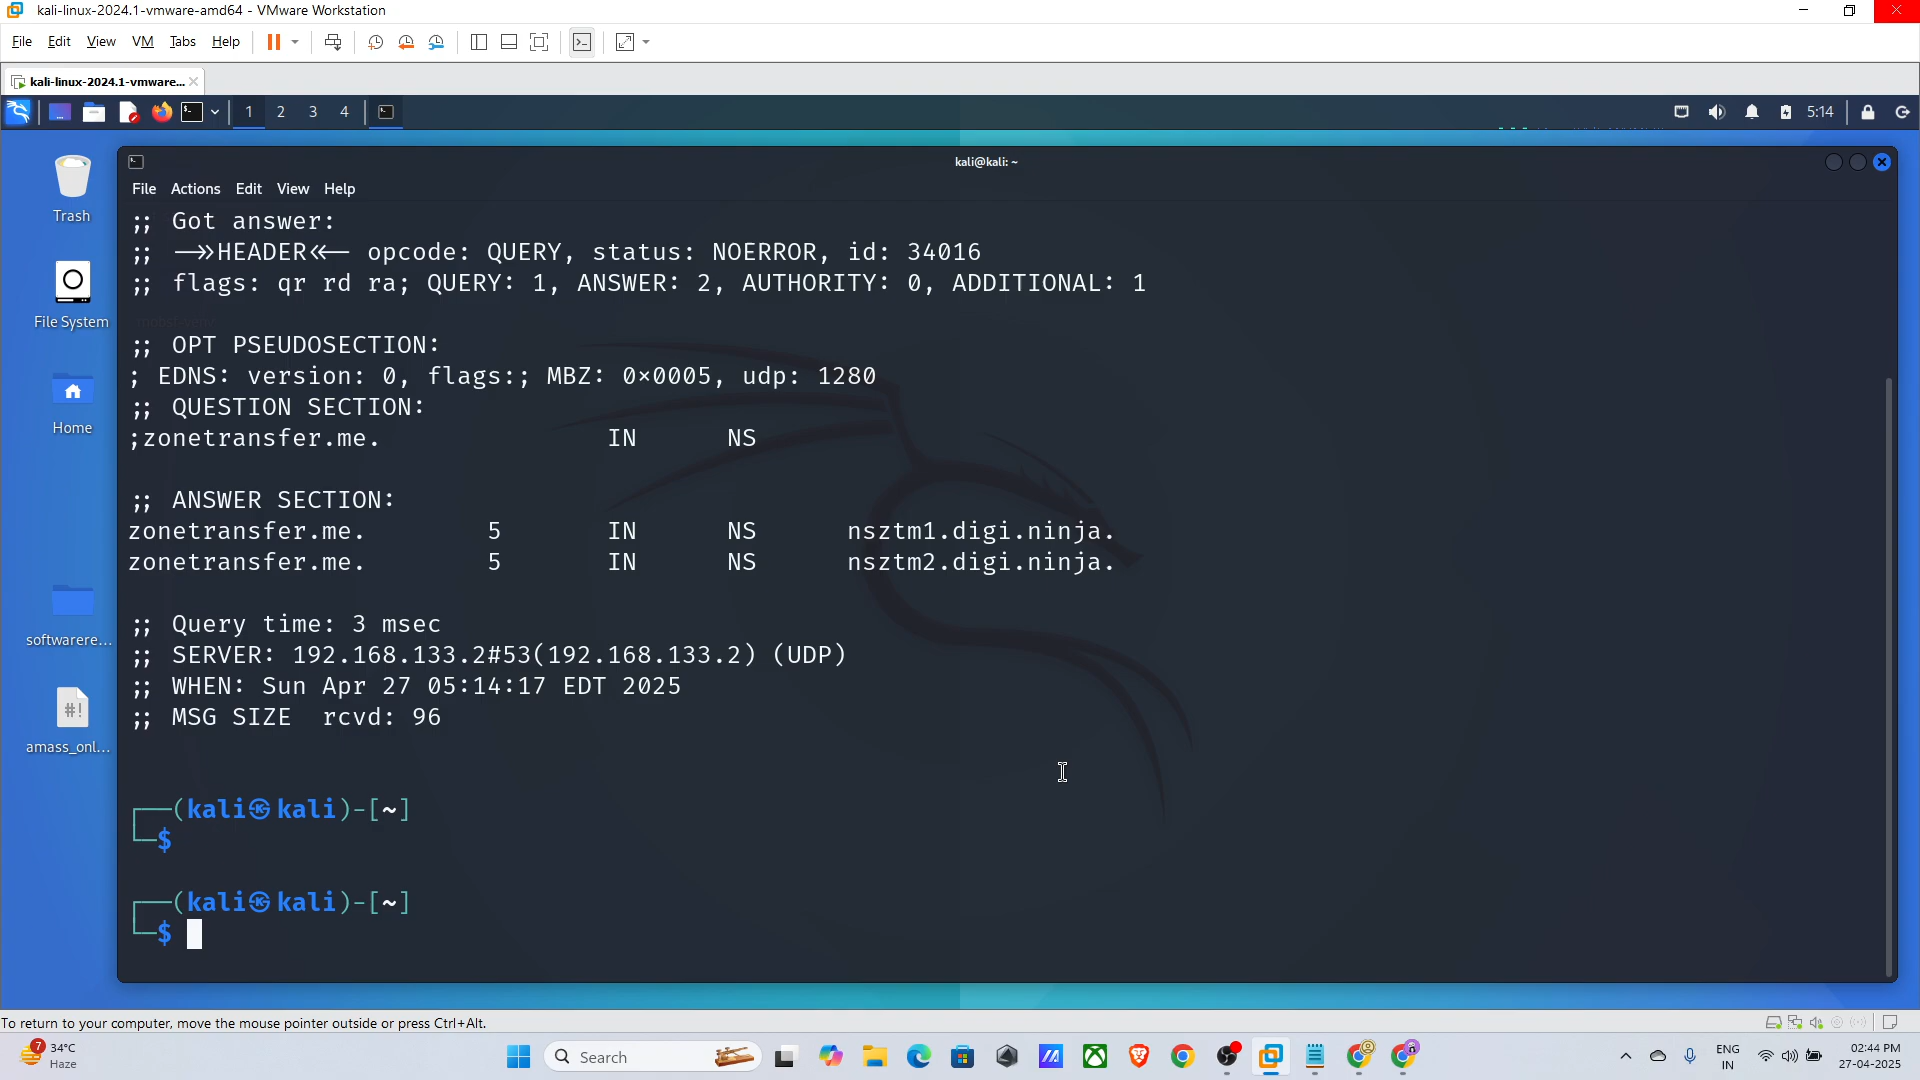 kali-linux-2024.1-vmware-amd64 - VMware Workstation
File Edit View VM Tabs Help
kali-linux-2024.1-vmware...
1 2 3 4 5:14
kali@kali: ~
File Actions Edit View Help
Trash
File System
Home
softwarere...
#!
amass_onl...
;; Got answer:
;; ->>HEADER<<- opcode: QUERY, status: NOERROR, id: 34016
;; flags: qr rd ra; QUERY: 1, ANSWER: 2, AUTHORITY: 0, ADDITIONAL: 1
;; OPT PSEUDOSECTION:
; EDNS: version: 0, flags:; MBZ: 0x0005, udp: 1280
;; QUESTION SECTION:
;zonetransfer.me. IN NS
;; ANSWER SECTION:
zonetransfer.me. 5 IN NS nsztm1.digi.ninja.
zonetransfer.me. 5 IN NS nsztm2.digi.ninja.
;; Query time: 3 msec
;; SERVER: 192.168.133.2#53(192.168.133.2) (UDP)
;; WHEN: Sun Apr 27 05:14:17 EDT 2025
;; MSG SIZE  rcvd: 96
┌──(kali㉿kali)-[~]
└─$
┌──(kali㉿kali)-[~]
└─$
To return to your computer, move the mouse pointer outside or press Ctrl+Alt.
7
34°C
Haze
Search
ENG
IN
02:44 PM
27-04-2025